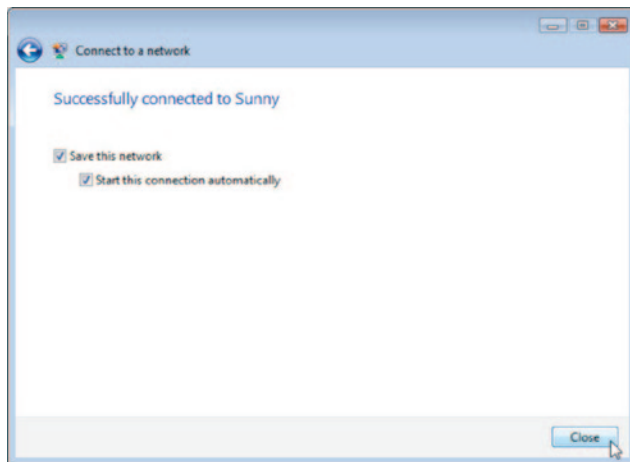 Connect to a network
Successfully connected to Sunny
Save this network
Start this connection automatically
Close